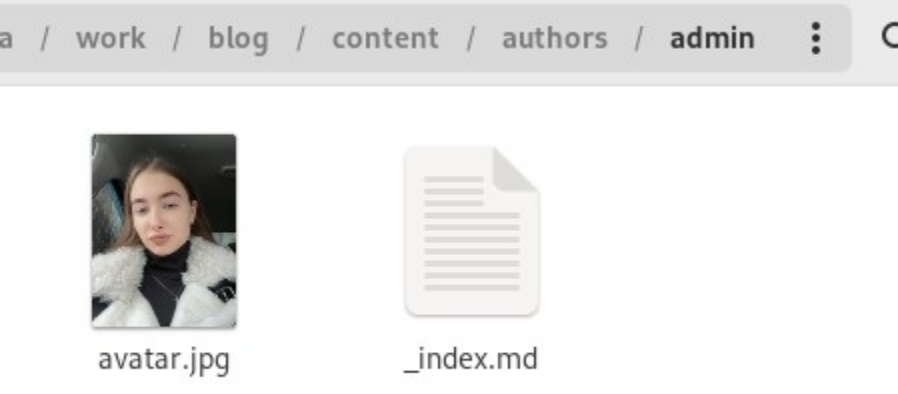 a / work / blog / content / authors / admin
avatar.jpg _index.md